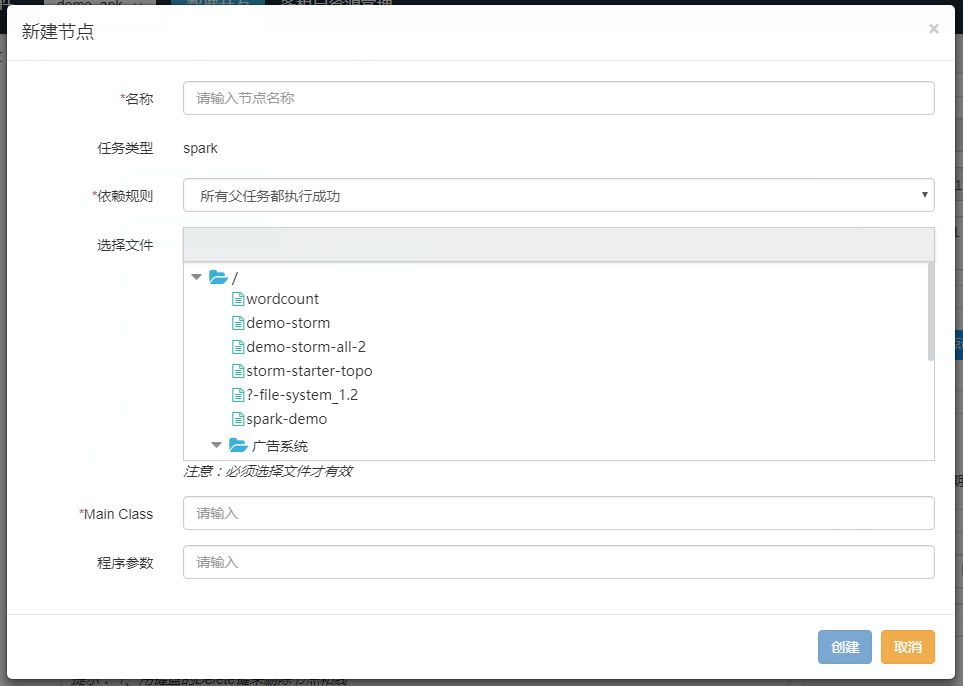 新建节点
×
*名称
请输入节点名称
任务类型
spark
*依赖规则
所有父任务都执行成功
选择文件
/
wordcount
demo-storm
demo-storm-all-2
storm-starter-topo
?-file-system_1.2
spark-demo
广告系统
注意：必须选择文件才有效
*Main Class
请输入
程序参数
请输入
创建
取消